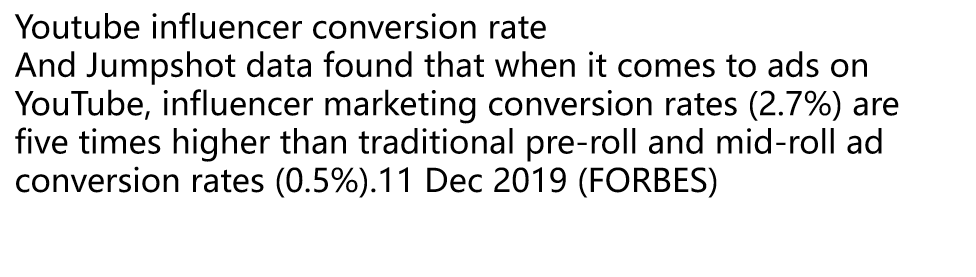 Youtube influencer conversion rate
And Jumpshot data found that when it comes to ads on
YouTube, influencer marketing conversion rates (2.7%) are
five times higher than traditional pre-roll and mid-roll ad
conversion rates (0.5%).11 Dec 2019 (FORBES)